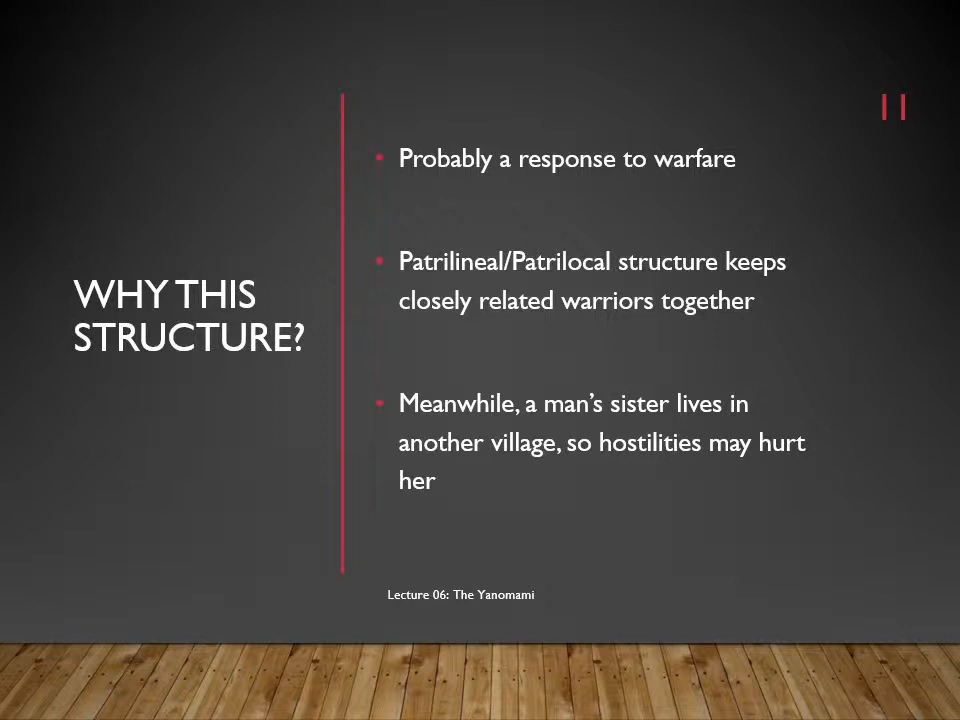 11
• Probably a response to warfare
• Patrilineal/Patrilocal structure keeps
closely related warriors together
WHY THIS
STRUCTURE?
• Meanwhile, a man’s sister lives in
another village, so hostilities may hurt
her
Lecture 06: The Yanomami